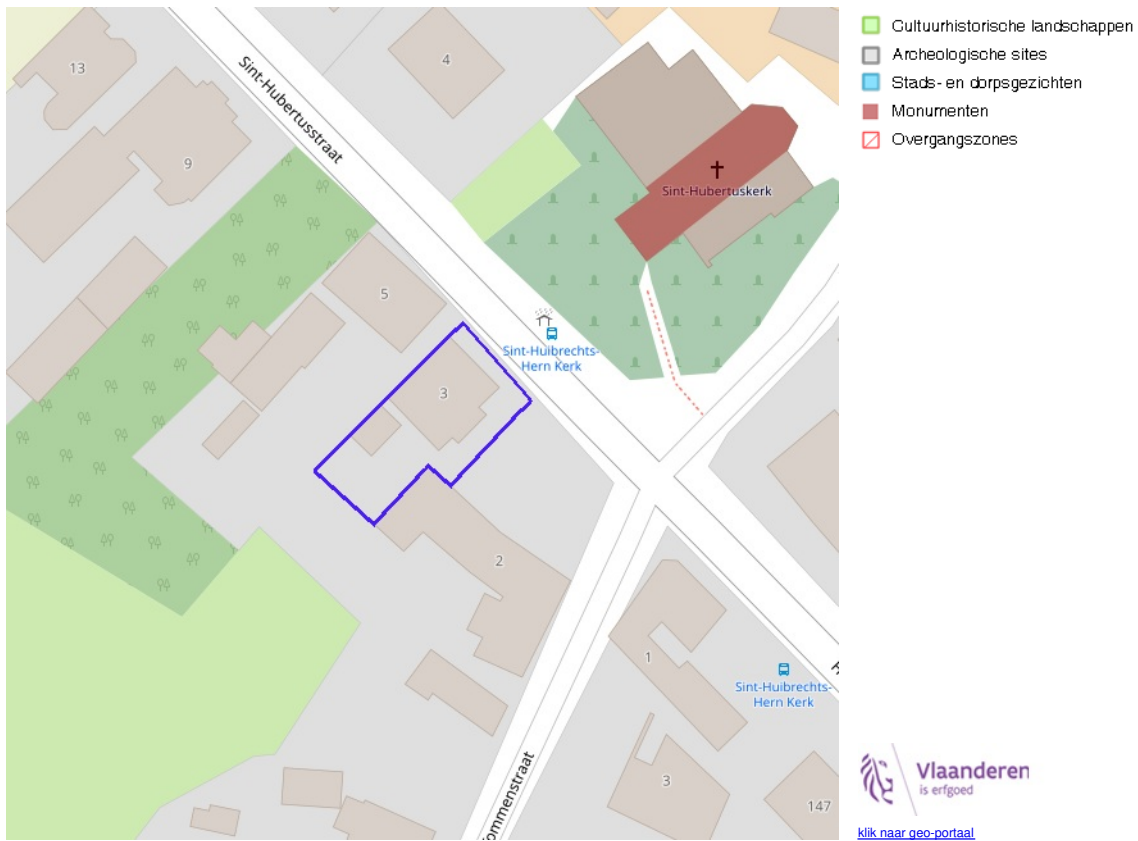 13
4
Sint-Hubertusstraat
9
Sint-Hubertuskerk
5
Sint-Huibrechts-
Hern Kerk
3
2
1
Sint-Huibrechts-
Hern Kerk
3
147
Cultuurhistorische landschappen
Archeologische sites
Stads- en dorpsgezichten
Monumenten
Overgangszones
Vlaanderen
is erfgoed
klik naar geo-portaal